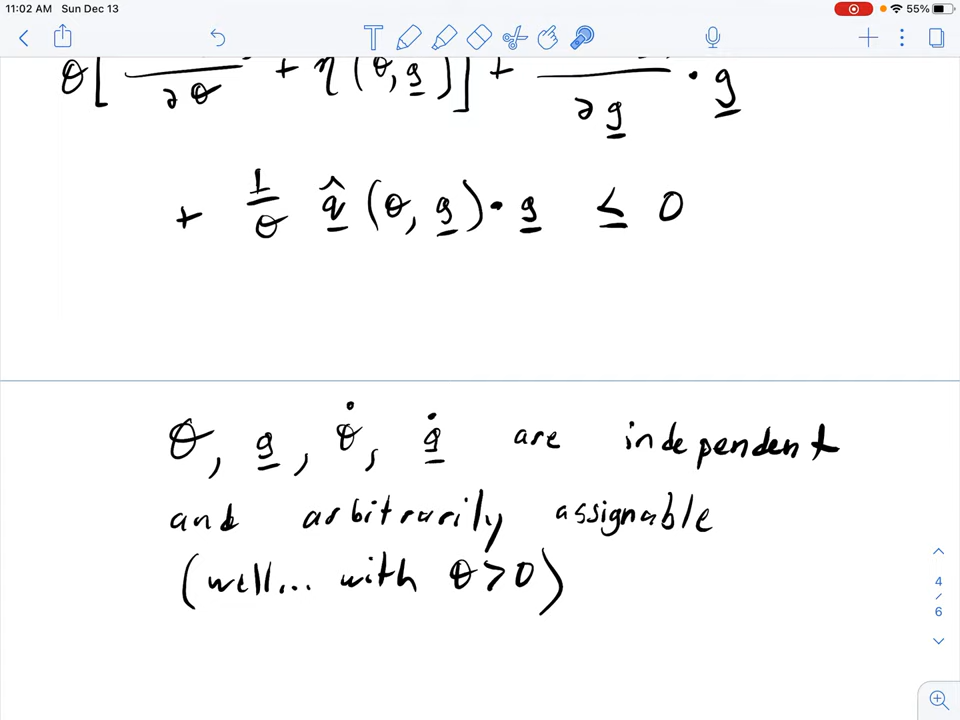 11:02 AM Sun Dec 13 55%
θ[ ∂θ + η(θ, g)] + ∂g · g
+ 1/θ q̂(θ, g) · g ≤ 0
θ, g, θ̇, ġ are independent
and arbitrarily assignable
(well... with θ > 0)
4
/
6